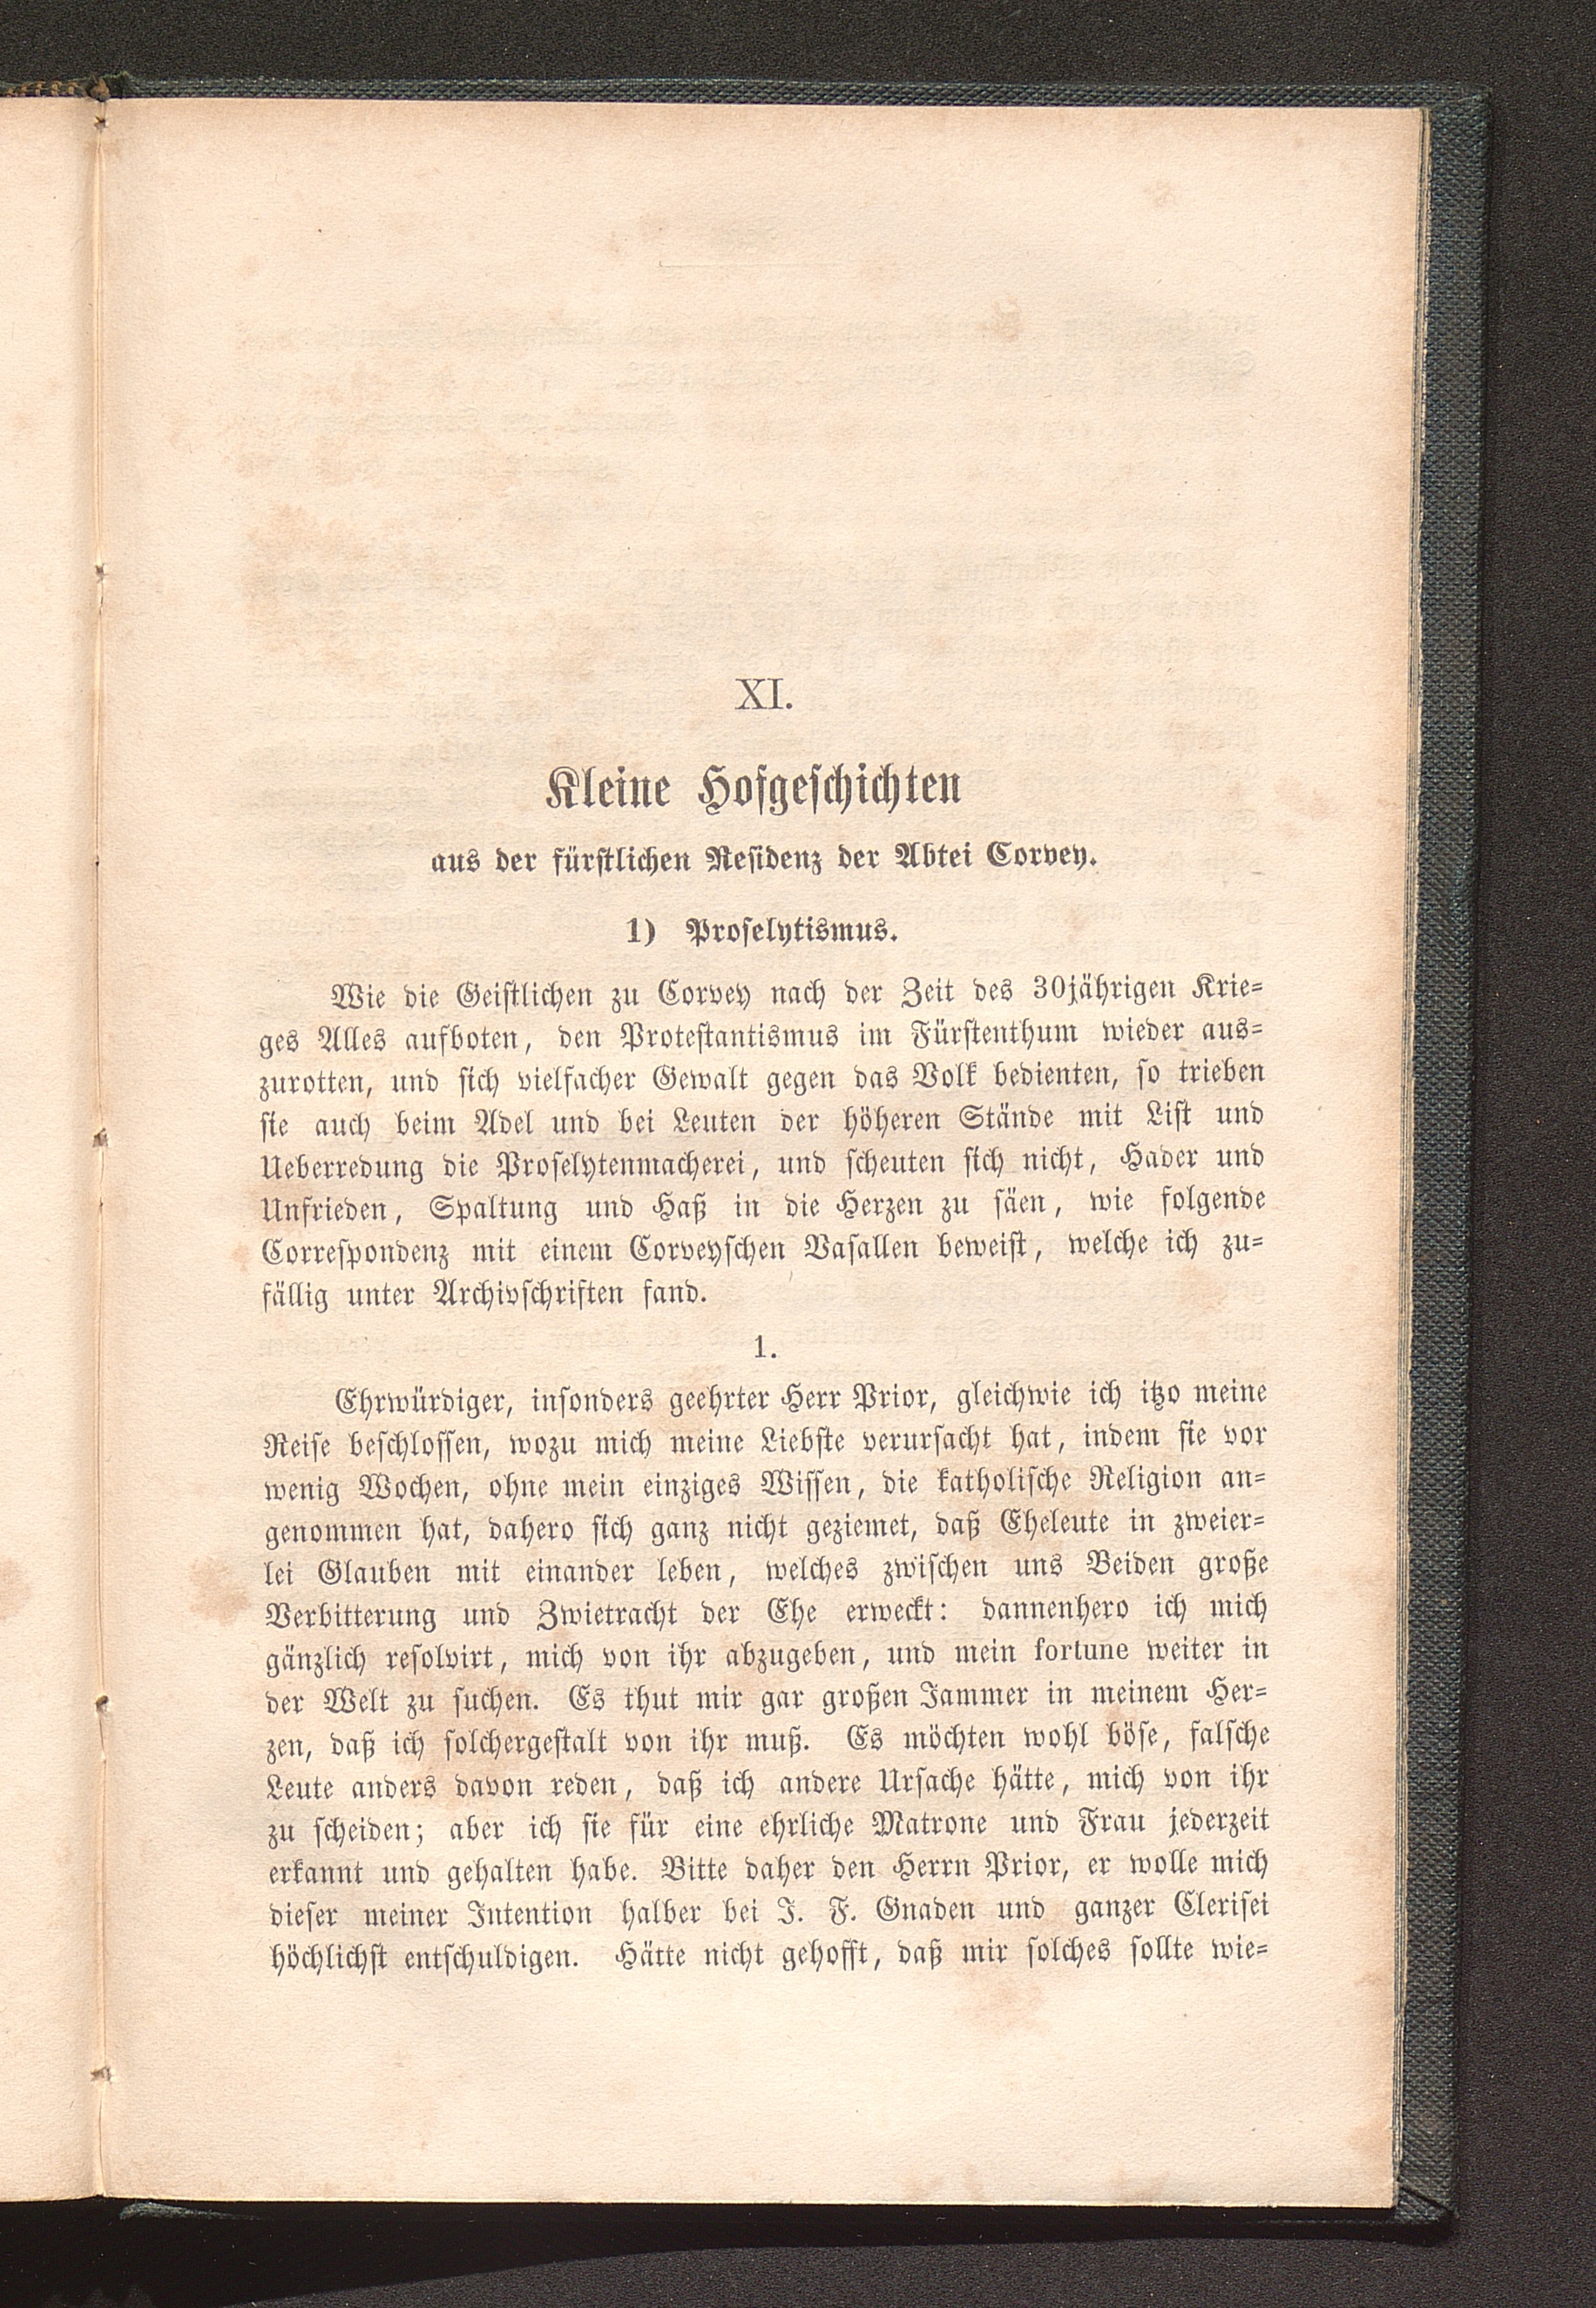 XI.
Kleine Hofgeschichten
aus der fürstlichen Residenz der Abtei Corvey.
1) Proselytismus.
Wie die Geistlichen zu Corvey nach der Zeit des 30jährigen Krie=
ges Alles aufboten, den Protestantismus im Fürstenthum wieder aus=
zurotten, und sich vielfacher Gewalt gegen das Volk bedienten, so trieben
sie auch beim Adel und bei Leuten der höheren Stände mit List und
Ueberredung die Proselytenmacherei, und scheuten sich nicht, Hader und
Unfrieden, Spaltung und Haß in die Herzen zu säen, wie folgende
Correspondenz mit einem Corveyschen Vasallen beweist, welche ich zu=
fällig unter Archivschriften fand.
1.
Ehrwürdiger, insonders geehrter Herr Prior, gleichwie ich itzo meine
Reise beschlossen, wozu mich meine Liebste verursacht hat, indem sie vor
wenig Wochen, ohne mein einziges Wissen, die katholische Religion an=
genommen hat, dahero sich ganz nicht geziemet, daß Eheleute in zweier=
lei Glauben mit einander leben, welches zwischen uns Beiden große
Verbitterung und Zwietracht der Ehe erweckt: dannenhero ich mich
gänzlich resolvirt, mich von ihr abzugeben, und mein fortune weiter in
der Welt zu suchen. Es thut mir gar großen Jammer in meinem Her=
zen, daß ich solchergestalt von ihr muß. Es möchten wohl böse, falsche
Leute anders davon reden, daß ich andere Ursache hätte, mich von ihr
zu scheiden; aber ich sie für eine ehrliche Matrone und Frau jederzeit
erkannt und gehalten habe. Bitte daher den Herrn Prior, er wolle mich
dieser meiner Intention halber bei J. F. Gnaden und ganzer Clerisei
höchlichst entschuldigen. Hätte nicht gehofft, daß mir solches sollte wie=